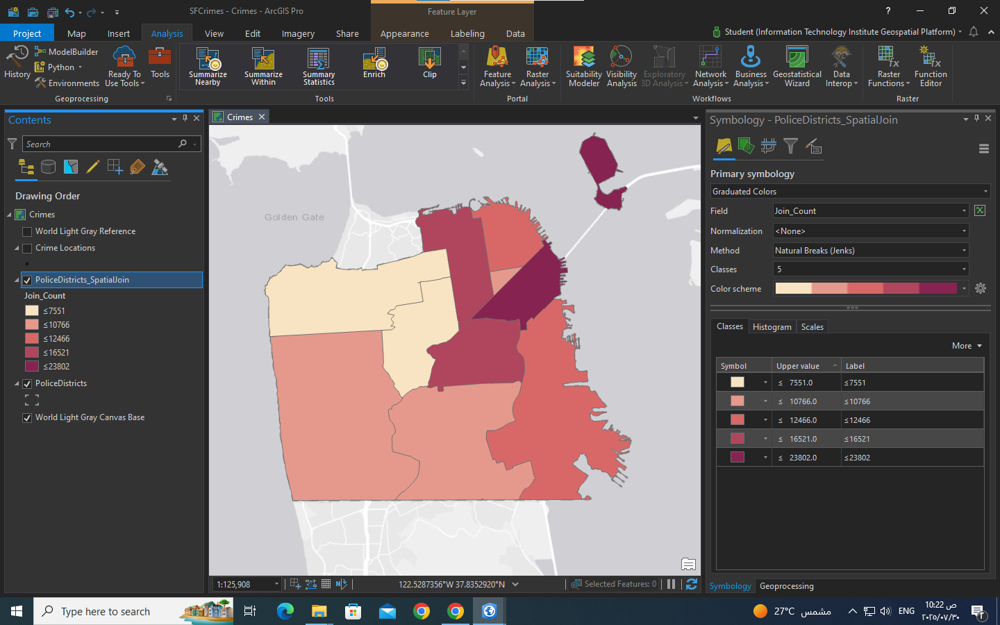 SFCrimes - Crimes - ArcGIS Pro
Feature Layer
?
Project Map Insert Analysis View Edit Imagery Share Appearance Labeling Data
Student (Information Technology Institute Geospatial Platform)
History
ModelBuilder
Python
Environments
Ready To Use Tools
Tools
Summarize Nearby
Summarize Within
Summary Statistics
Enrich
Clip
Feature Analysis
Raster Analysis
Suitability Modeler
Visibility Analysis
Exploratory 3D Analysis
Network Analysis
Business Analysis
Geostatistical Wizard
Data Interop
Raster Functions
Function Editor
Geoprocessing
Tools
Portal
Workflows
Raster
Contents
Search
Drawing Order
Crimes
World Light Gray Reference
Crime Locations
PoliceDistricts_SpatialJoin
Join_Count
≤7551
≤10766
≤12466
≤16521
≤23802
PoliceDistricts
World Light Gray Canvas Base
Crimes
Golden Gate
1:125,908
122.5287356°W 37.8352920°N
Selected Features: 0
Symbology - PoliceDistricts_SpatialJoin
Primary symbology
Graduated Colors
Field Join_Count
Normalization <None>
Method Natural Breaks (Jenks)
Classes 5
Color scheme
Classes Histogram Scales
More
Symbol Upper value Label
≤ 7551.0 ≤7551
≤ 10766.0 ≤10766
≤ 12466.0 ≤12466
≤ 16521.0 ≤16521
≤ 23802.0 ≤23802
Symbology Geoprocessing
Type here to search
27°C مشمس
ENG
10:22 ص
٢٠٢٥/٠٧/٣٠